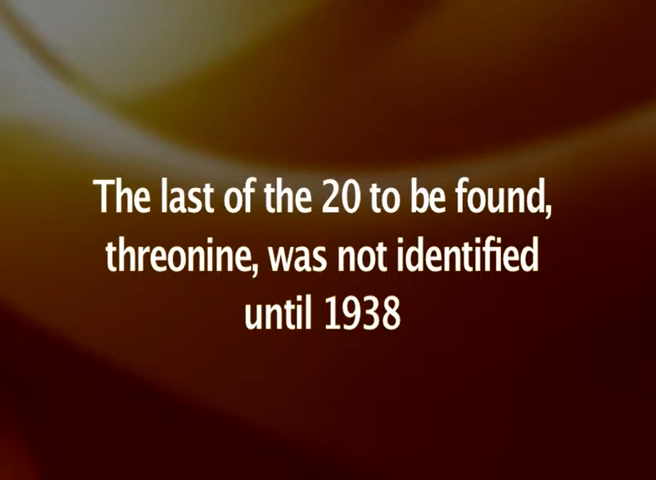 The last of the 20 to be found,
threonine, was not identified
until 1938